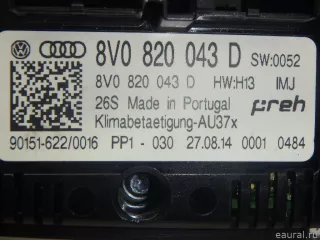 8V0 820 043 D SW:0052
8V0 820 043 D HW:H13 IMJ
26S Made in Portugal preh
Klimabetaetigung-AU37x
90151-622/0016 PP1 - 030 27.08.14 0001 0484
eaural.ru